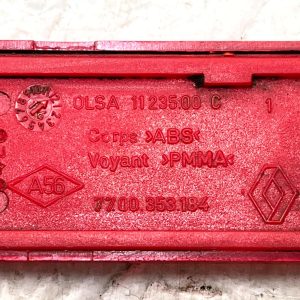 OLSA 11235.00 C 1
Corps >ABS<
Voyant >PMMA<
A56
7700.353.184